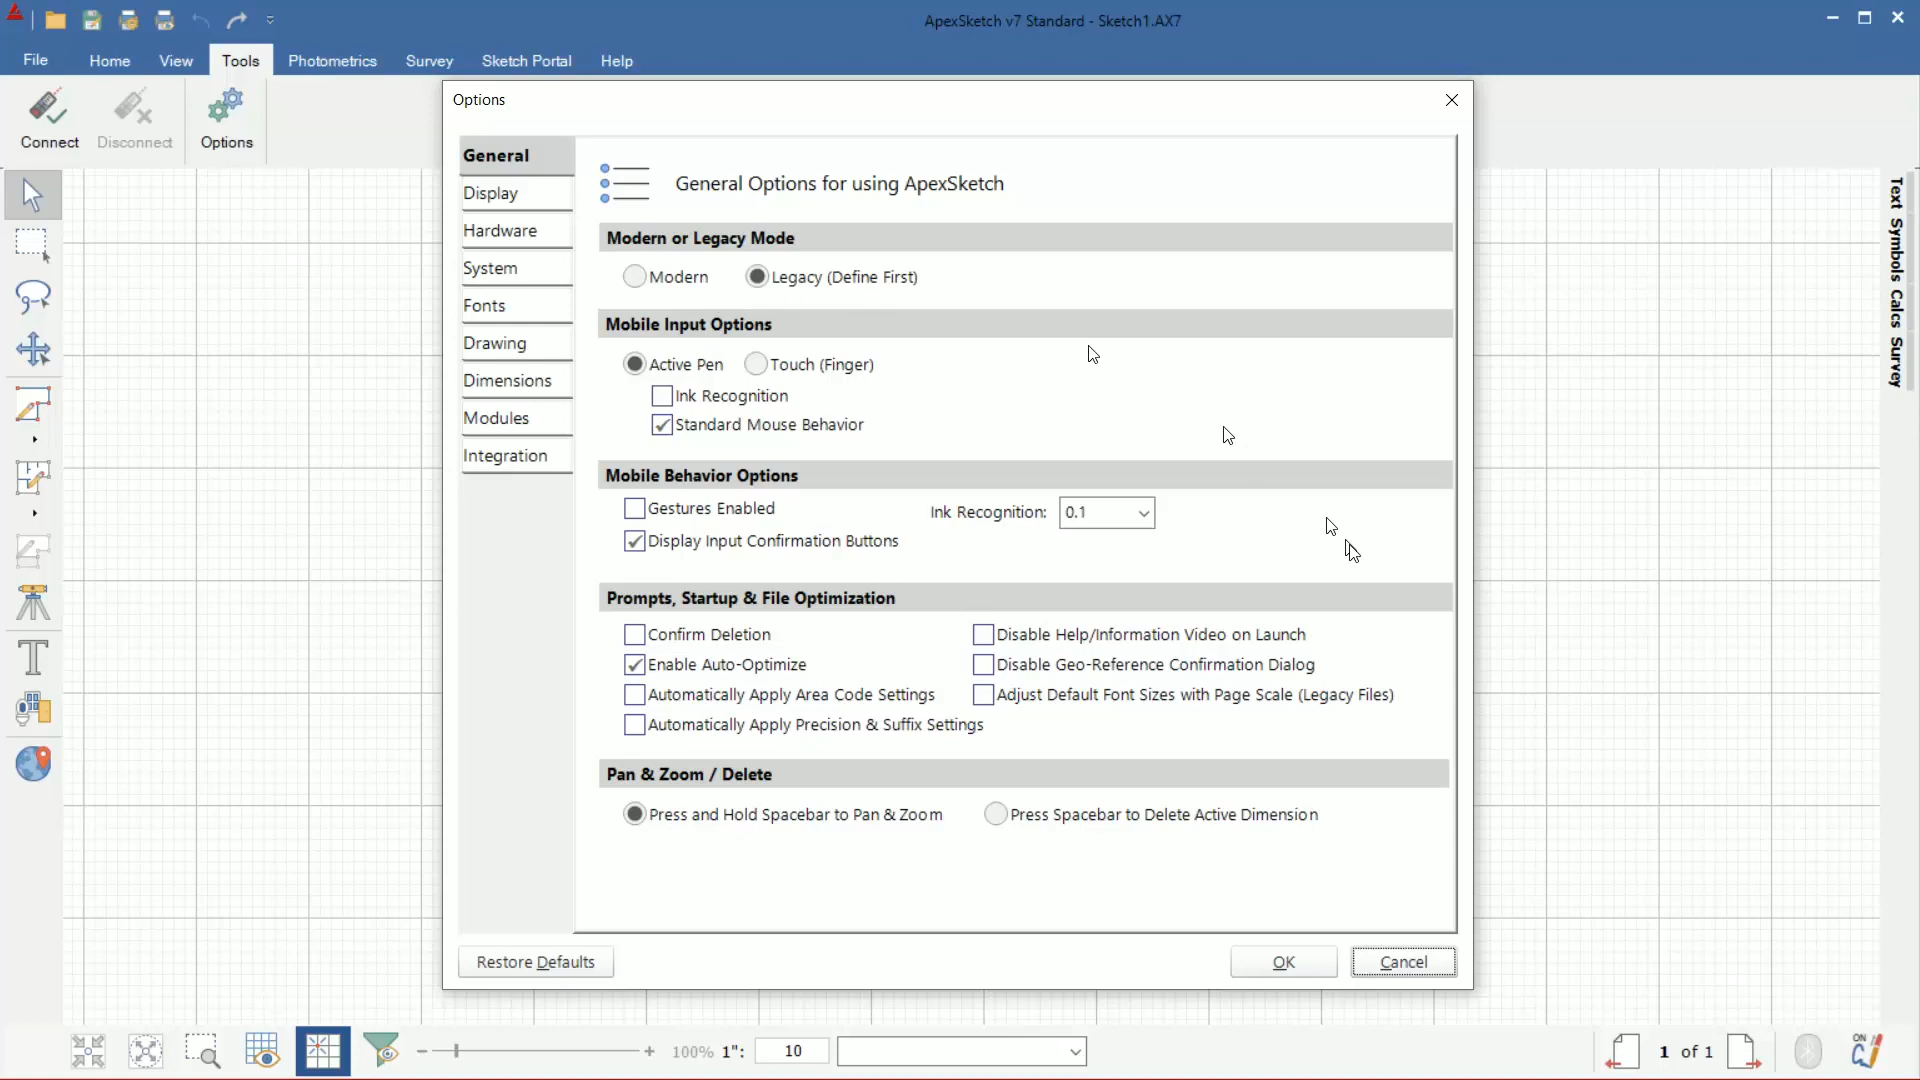 ApexSketch v7 Standard - Sketch1.AX7
File Home View Tools Photometrics Survey Sketch Portal Help
Connect Disconnect Options
Options
General
Display
Hardware
System
Fonts
Drawing
Dimensions
Modules
Integration
General Options for using ApexSketch
Modern or Legacy Mode
Modern Legacy (Define First)
Mobile Input Options
Active Pen Touch (Finger)
Ink Recognition
Standard Mouse Behavior
Mobile Behavior Options
Gestures Enabled Ink Recognition: 0.1
Display Input Confirmation Buttons
Prompts, Startup & File Optimization
Confirm Deletion Disable Help/Information Video on Launch
Enable Auto-Optimize Disable Geo-Reference Confirmation Dialog
Automatically Apply Area Code Settings Adjust Default Font Sizes with Page Scale (Legacy Files)
Automatically Apply Precision & Suffix Settings
Pan & Zoom / Delete
Press and Hold Spacebar to Pan & Zoom Press Spacebar to Delete Active Dimension
Restore Defaults OK Cancel
Text Symbols Calcs Survey
100% 1": 10 1 of 1 ON